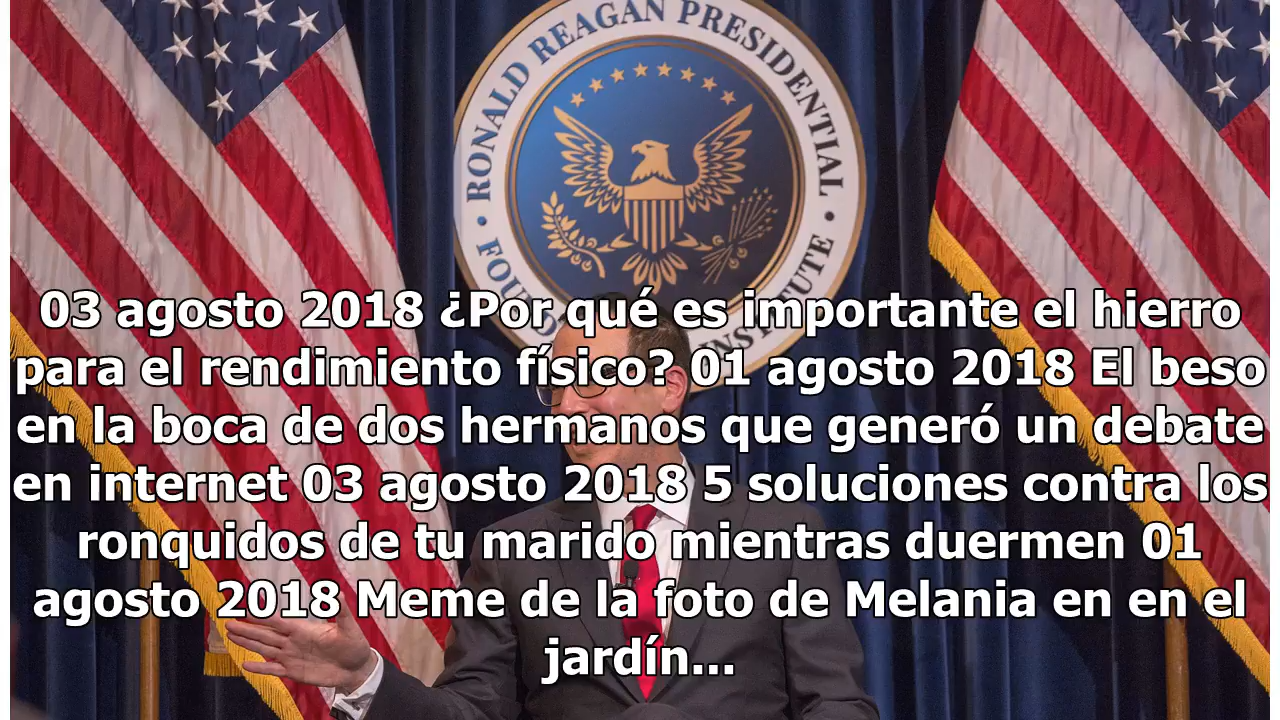 RONALD REAGAN PRESIDENTIAL
FOU
INSTITUTE
03 agosto 2018 ¿Por qué es importante el hierro
para el rendimiento físico? 01 agosto 2018 El beso
en la boca de dos hermanos que generó un debate
en internet 03 agosto 2018 5 soluciones contra los
ronquidos de tu marido mientras duermen 01
agosto 2018 Meme de la foto de Melania en en el
jardín...